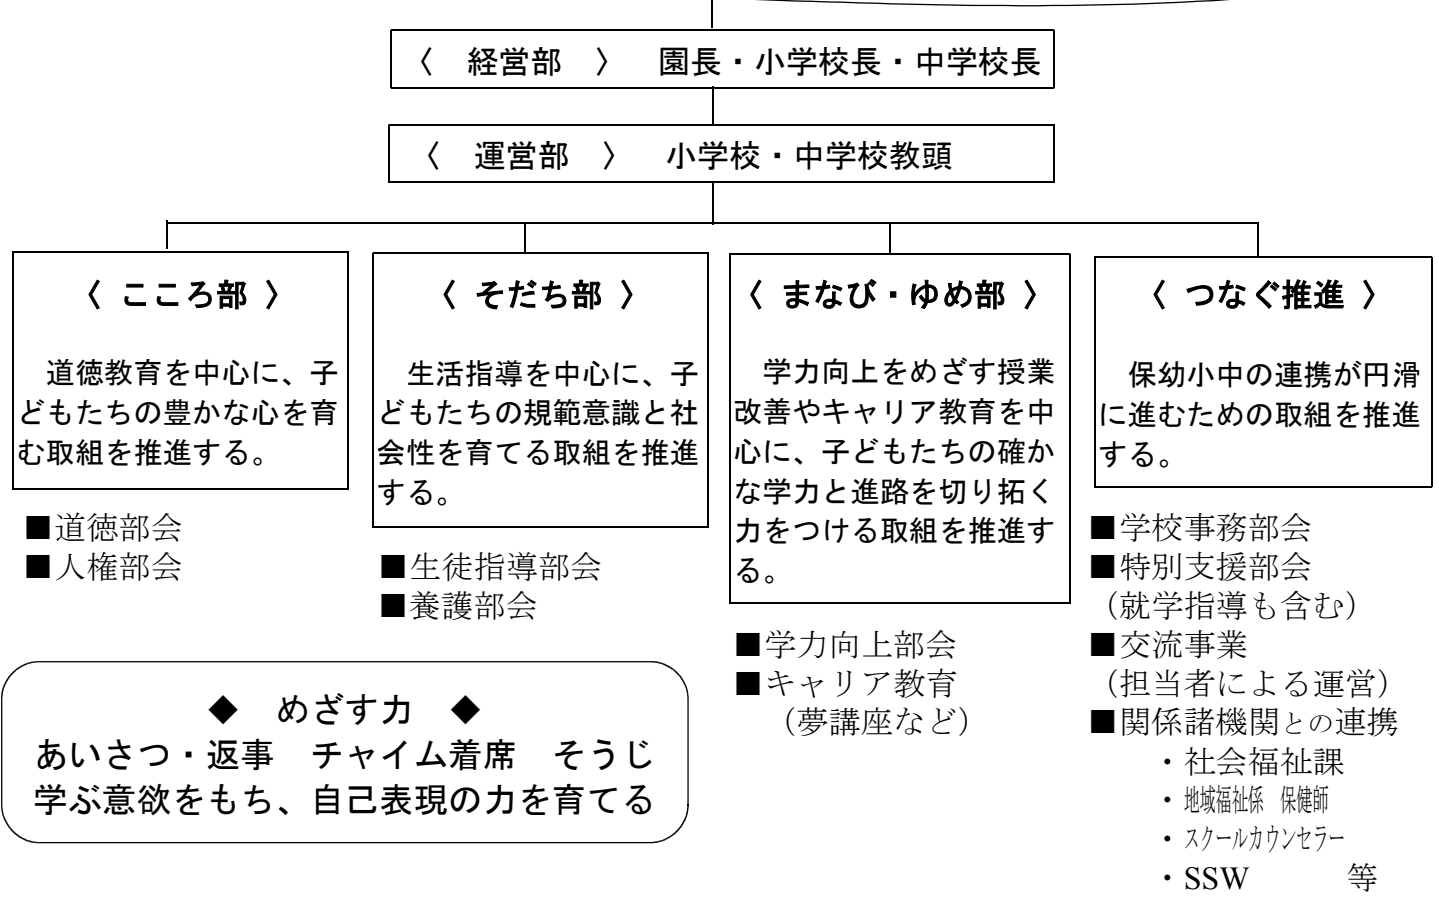 〈　経営部　〉　園長・小学校長・中学校長
〈　運営部　〉　小学校・中学校教頭
〈 こころ部 〉
　道徳教育を中心に、子
どもたちの豊かな心を育
む取組を推進する。
■道徳部会
■人権部会
〈 そだち部 〉
　生活指導を中心に、子
どもたちの規範意識と社
会性を育てる取組を推進
する。
■生徒指導部会
■養護部会
〈 まなび・ゆめ部 〉
　学力向上をめざす授業
改善やキャリア教育を中
心に、子どもたちの確か
な学力と進路を切り拓く
力をつける取組を推進す
る。
■学力向上部会
■キャリア教育
（夢講座など）
〈 つなぐ推進 〉
　保幼小中の連携が円滑
に進むための取組を推進
する。
■学校事務部会
■特別支援部会
（就学指導も含む）
■交流事業
（担当者による運営）
■関係諸機関との連携
・社会福祉課
・地域福祉係　保健師
・スクールカウンセラー
・SSW　　　等
◆　めざす力　◆
あいさつ・返事　チャイム着席　そうじ
学ぶ意欲をもち、自己表現の力を育てる